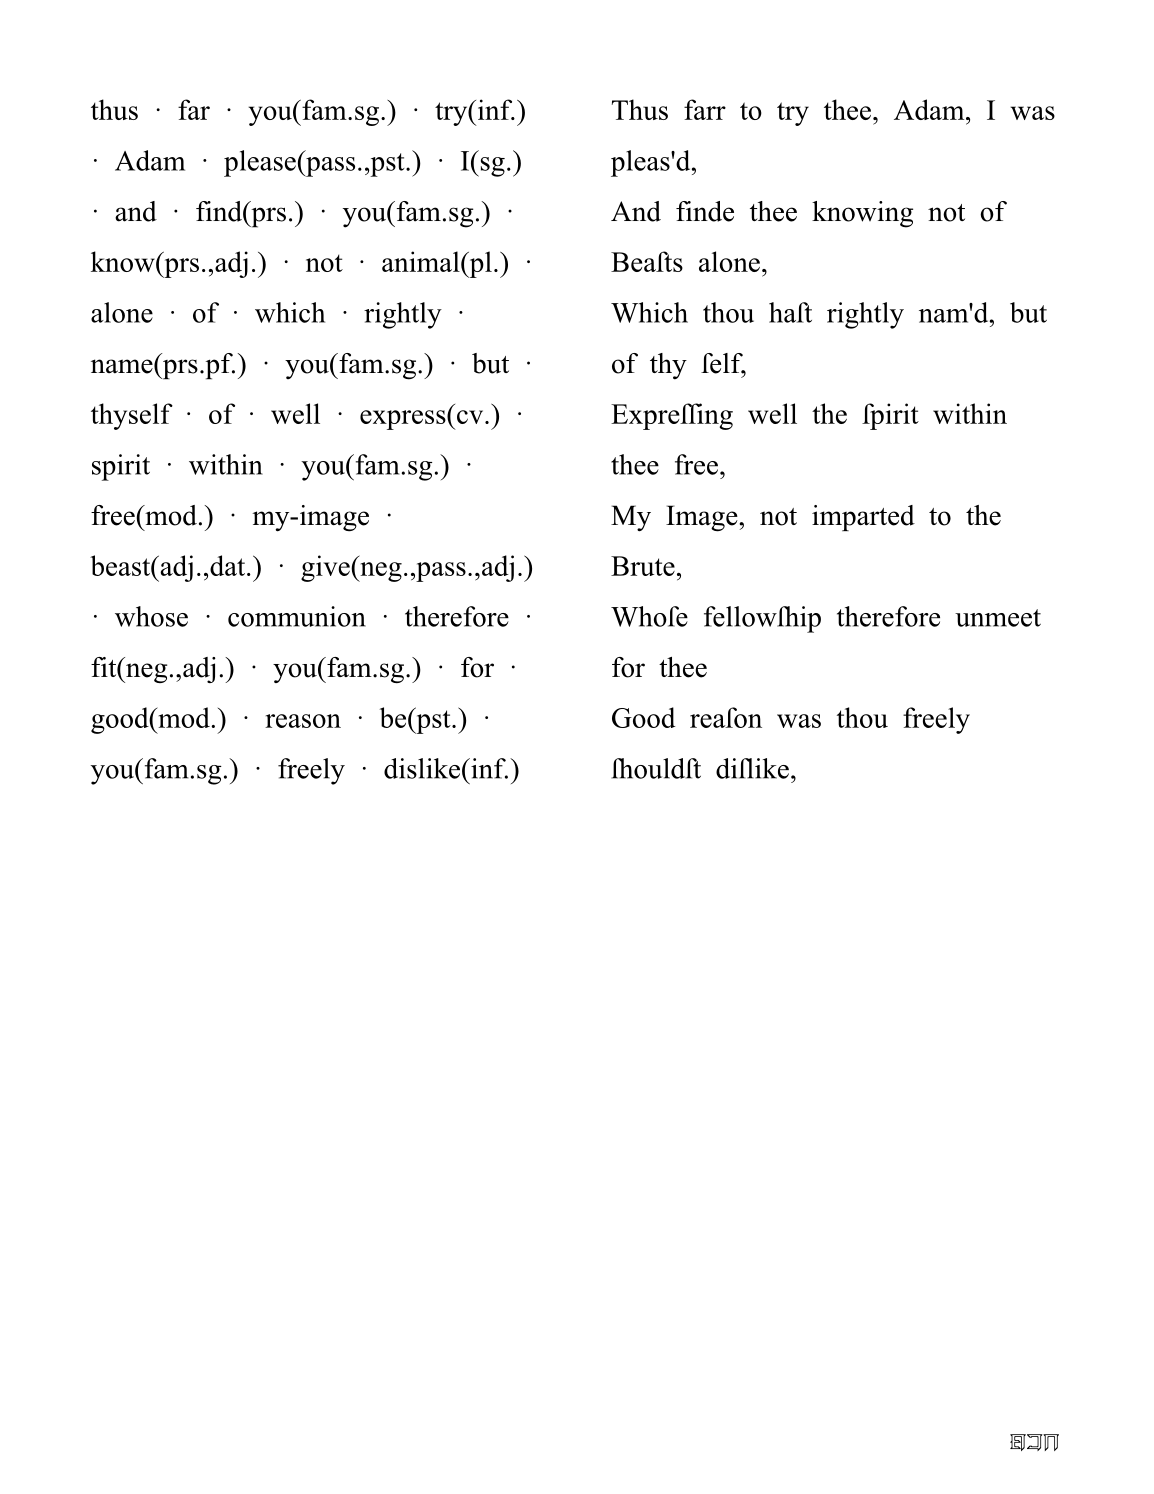 thus · far · you(fam.sg.) · try(inf.)
· Adam · please(pass.,pst.) · I(sg.)
· and · find(prs.) · you(fam.sg.) ·
know(prs.,adj.) · not · animal(pl.) ·
alone · of · which · rightly ·
name(prs.pf.) · you(fam.sg.) · but ·
thyself · of · well · express(cv.) ·
spirit · within · you(fam.sg.) ·
free(mod.) · my-image ·
beast(adj.,dat.) · give(neg.,pass.,adj.)
· whose · communion · therefore ·
fit(neg.,adj.) · you(fam.sg.) · for ·
good(mod.) · reason · be(pst.) ·
you(fam.sg.) · freely · dislike(inf.)
Thus farr to try thee, Adam, I was
pleas'd,
And finde thee knowing not of
Beaſts alone,
Which thou haſt rightly nam'd, but
of thy ſelf,
Expreſſing well the ſpirit within
thee free,
My Image, not imparted to the
Brute,
Whoſe fellowſhip therefore unmeet
for thee
Good reaſon was thou freely
ſhouldſt diſlike,